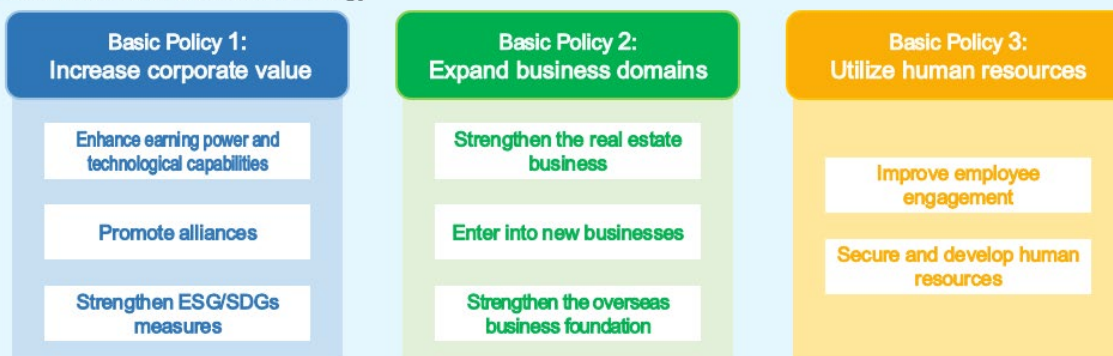 Basic Policy 1:
Increase corporate value
Enhance earning power and
technological capabilities
Promote alliances
Strengthen ESG/SDGs
measures
Basic Policy 2:
Expand business domains
Strengthen the real estate
business
Enter into new businesses
Strengthen the overseas
business foundation
Basic Policy 3:
Utilize human resources
Improve employee
engagement
Secure and develop human
resources